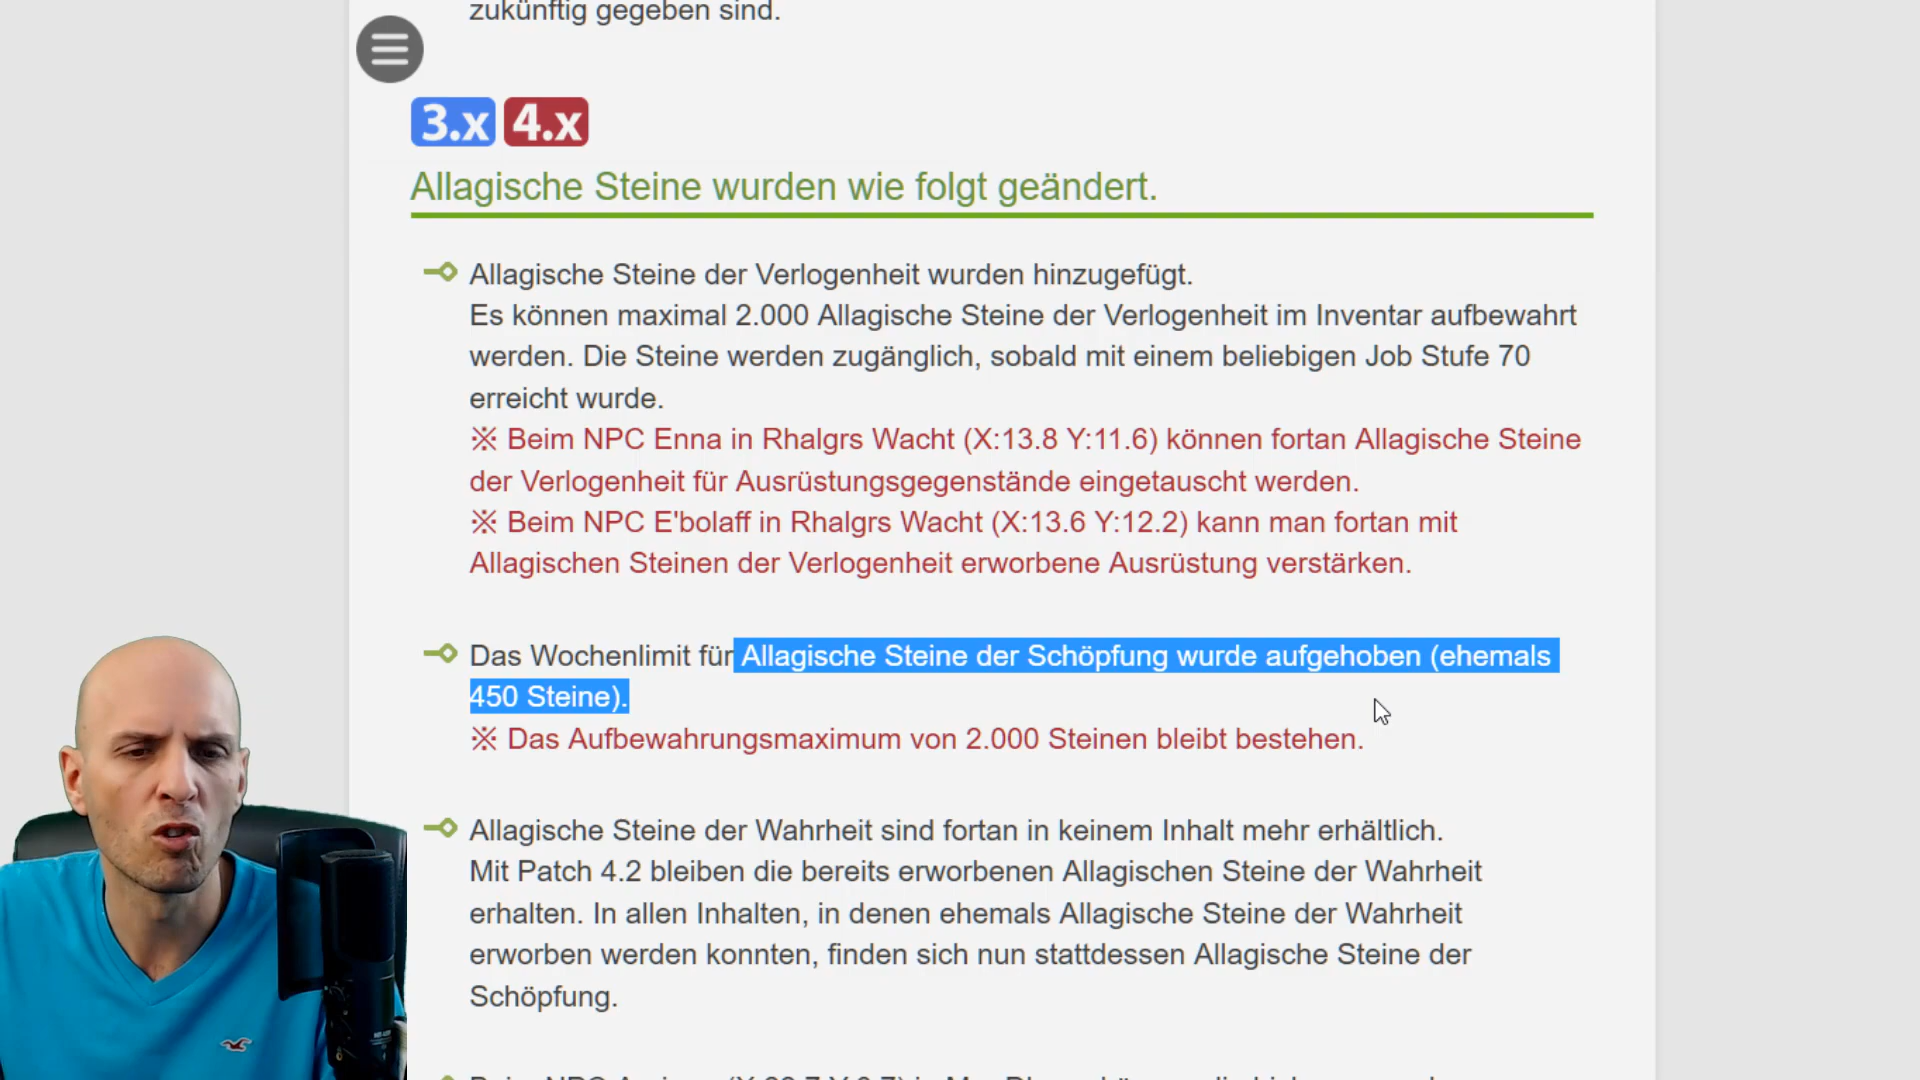 zukünftig gegeben sind.
3.x 4.x
Allagische Steine wurden wie folgt geändert.
Allagische Steine der Verlogenheit wurden hinzugefügt.
Es können maximal 2.000 Allagische Steine der Verlogenheit im Inventar aufbewahrt
werden. Die Steine werden zugänglich, sobald mit einem beliebigen Job Stufe 70
erreicht wurde.
※ Beim NPC Enna in Rhalgrs Wacht (X:13.8 Y:11.6) können fortan Allagische Steine
der Verlogenheit für Ausrüstungsgegenstände eingetauscht werden.
※ Beim NPC E'bolaff in Rhalgrs Wacht (X:13.6 Y:12.2) kann man fortan mit
Allagischen Steinen der Verlogenheit erworbene Ausrüstung verstärken.
Das Wochenlimit für Allagische Steine der Schöpfung wurde aufgehoben (ehemals
450 Steine).
※ Das Aufbewahrungsmaximum von 2.000 Steinen bleibt bestehen.
Allagische Steine der Wahrheit sind fortan in keinem Inhalt mehr erhältlich.
Mit Patch 4.2 bleiben die bereits erworbenen Allagischen Steine der Wahrheit
erhalten. In allen Inhalten, in denen ehemals Allagische Steine der Wahrheit
erworben werden konnten, finden sich nun stattdessen Allagische Steine der
Schöpfung.